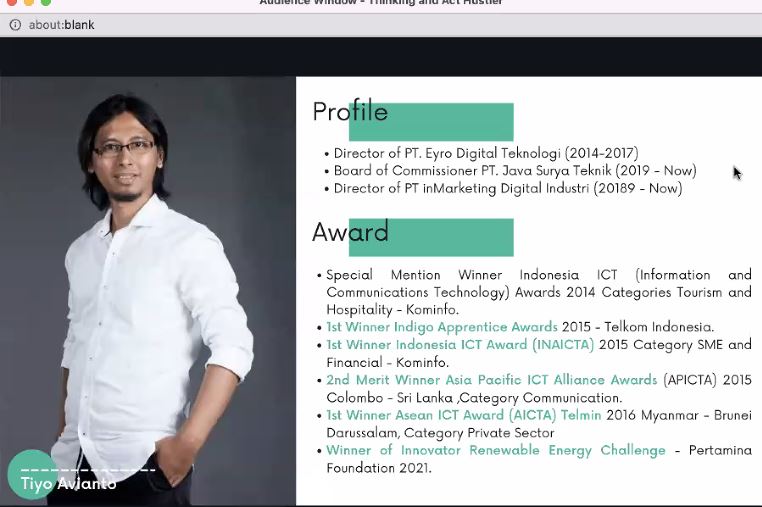 Audience Window - Thinking and Act Hustler
about:blank
Profile
• Director of PT. Eyro Digital Teknologi (2014-2017)
• Board of Commissioner PT. Java Surya Teknik (2019 - Now)
• Director of PT inMarketing Digital Industri (20189 - Now)
Award
• Special Mention Winner Indonesia ICT (Information and
Communications Technology) Awards 2014 Categories Tourism and
Hospitality - Kominfo.
• 1st Winner Indigo Apprentice Awards 2015 - Telkom Indonesia.
• 1st Winner Indonesia ICT Award (INAICTA) 2015 Category SME and
Financial - Kominfo.
• 2nd Merit Winner Asia Pacific ICT Alliance Awards (APICTA) 2015
Colombo - Sri Lanka ,Category Communication.
• 1st Winner Asean ICT Award (AICTA) Telmin 2016 Myanmar - Brunei
Darussalam, Category Private Sector
• Winner of Innovator Renewable Energy Challenge - Pertamina
Foundation 2021.
Tiyo Avianto